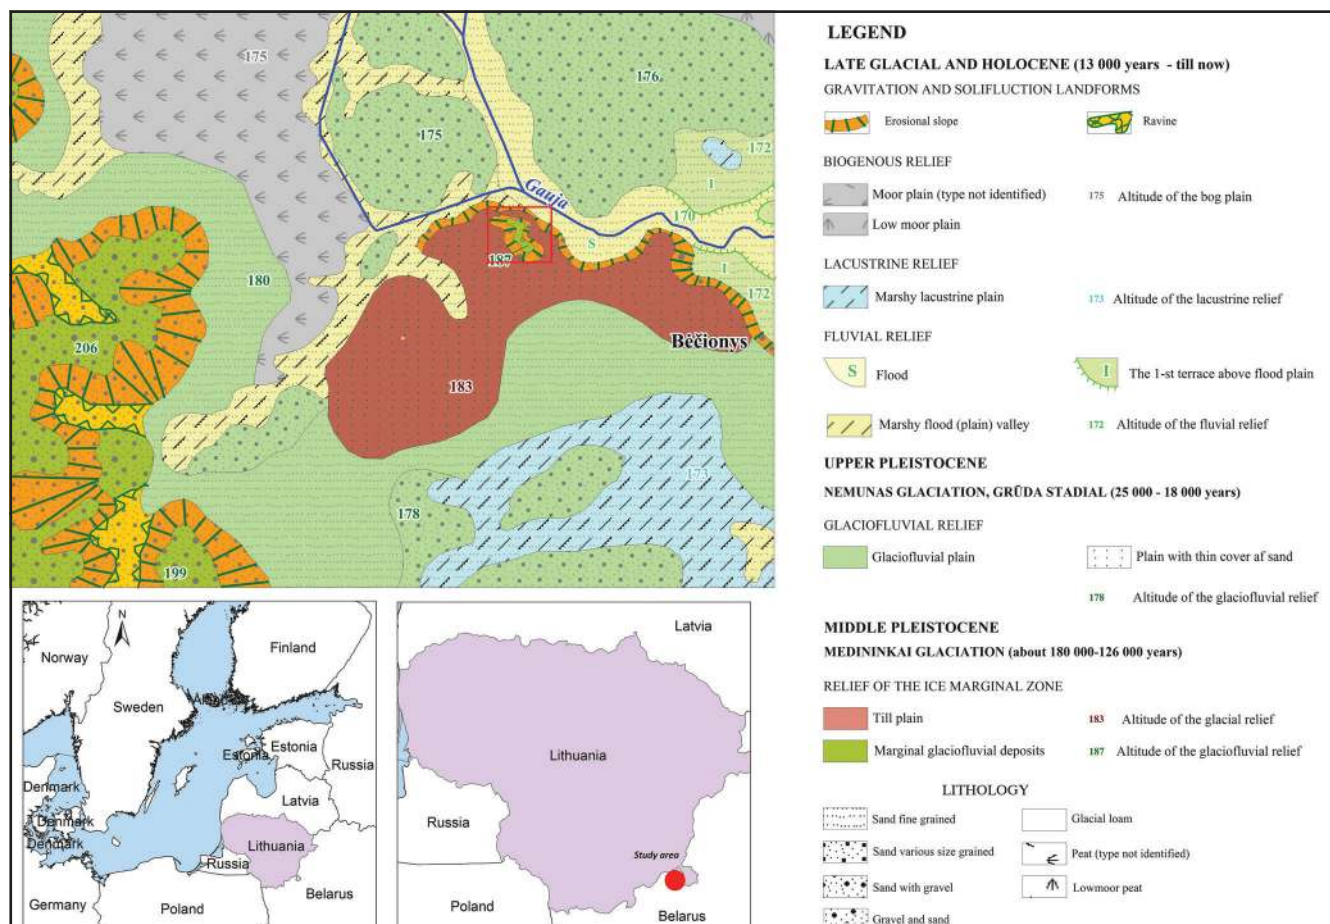 175
176
175
172
I
Gauja
170
S
187
I
180
172
206
Bėčionys
183
173
178
199
N
Norway
Finland
Sweden
Estonia
Estonia
Russia
Latvia
Denmark
Denmark
Denmark
Lithuania
Russia
Germany
Poland
Belarus
Latvia
Lithuania
Russia
Study area
Poland
Belarus
LEGEND
LATE GLACIAL AND HOLOCENE (13 000 years - till now)
GRAVITATION AND SOLIFLUCTION LANDFORMS
Erosional slope
Ravine
BIOGENOUS RELIEF
Moor plain (type not identified)
175 Altitude of the bog plain
Low moor plain
LACUSTRINE RELIEF
Marshy lacustrine plain
173 Altitude of the lacustrine relief
FLUVIAL RELIEF
S Flood
I The 1-st terrace above flood plain
Marshy flood (plain) valley
172 Altitude of the fluvial relief
UPPER PLEISTOCENE
NEMUNAS GLACIATION, GRŪDA STADIAL (25 000 - 18 000 years)
GLACIOFLUVIAL RELIEF
Glaciofluvial plain
Plain with thin cover af sand
178 Altitude of the glaciofluvial relief
MIDDLE PLEISTOCENE
MEDININKAI GLACIATION (about 180 000-126 000 years)
RELIEF OF THE ICE MARGINAL ZONE
Till plain
183 Altitude of the glacial relief
Marginal glaciofluvial deposits
187 Altitude of the glaciofluvial relief
LITHOLOGY
Sand fine grained
Glacial loam
Sand various size grained
Peat (type not identified)
Sand with gravel
Lowmoor peat
Gravel and sand